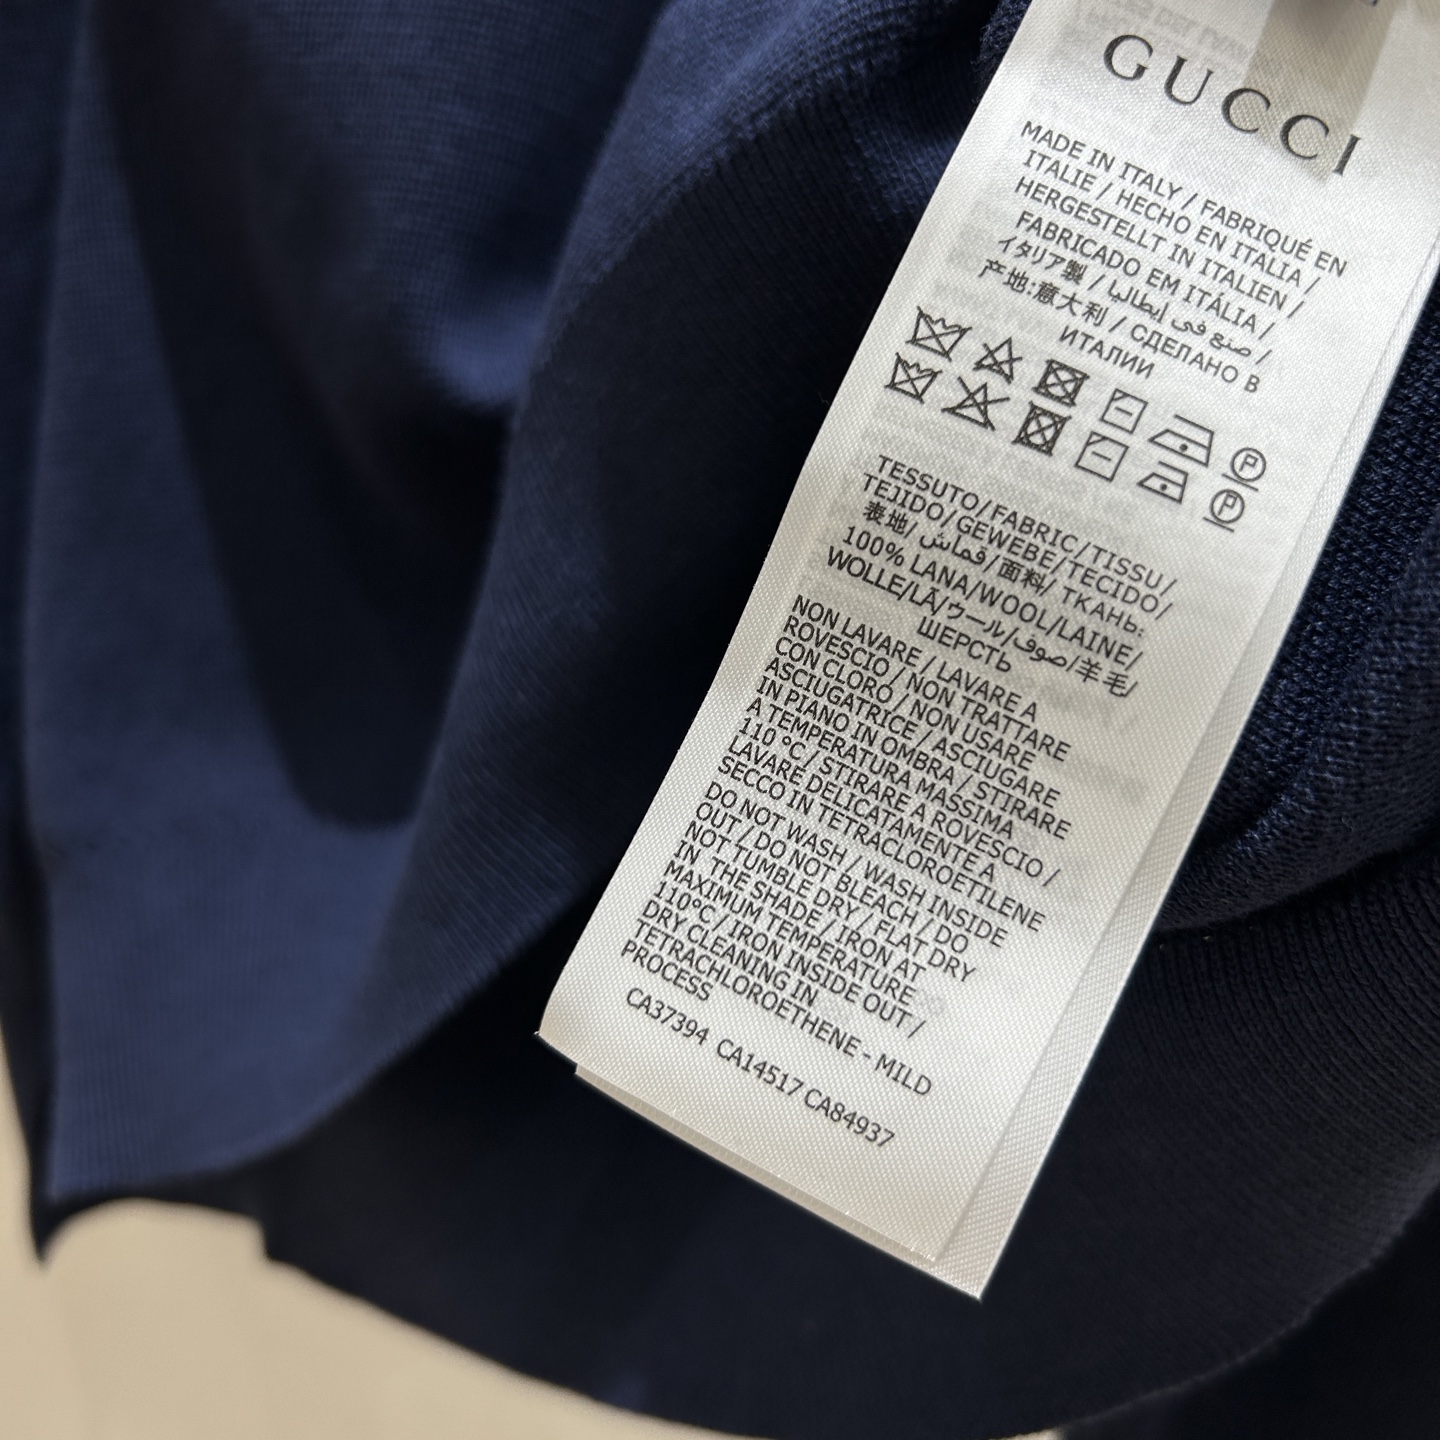 GUCCI
MADE IN ITALY / FABRIQUÉ EN
ITALIE / HECHO EN ITALIA /
HERGESTELLT IN ITALIEN /
FABRICADO EM ITÁLIA /
イタリア製 / صنع في إيطاليا /
产地:意大利 / СДЕЛАНО В
ИТАЛИИ
P
P
TESSUTO/FABRIC/TISSU/
TEJIDO/GEWEBE/TECIDO/
表地/ قماش/面料/ ТКАНЬ:
100% LANA/WOOL/LAINE/
WOLLE/LÃ/ウール/صوف/羊毛/
ШЕРСТЬ
NON LAVARE / LAVARE A
ROVESCIO / NON TRATTARE
CON CLORO / NON USARE
ASCIUGATRICE / ASCIUGARE
IN PIANO IN OMBRA / STIRARE
A TEMPERATURA MASSIMA
110 °C / STIRARE A ROVESCIO /
LAVARE DELICATAMENTE A
SECCO IN TETRACLOROETILENE
DO NOT WASH / WASH INSIDE
OUT / DO NOT BLEACH / DO
NOT TUMBLE DRY / FLAT DRY
IN THE SHADE / IRON AT
MAXIMUM TEMPERATURE
110°C / IRON INSIDE OUT /
DRY CLEANING IN
TETRACHLOROETHENE - MILD
PROCESS
CA37394 CA14517 CA84937